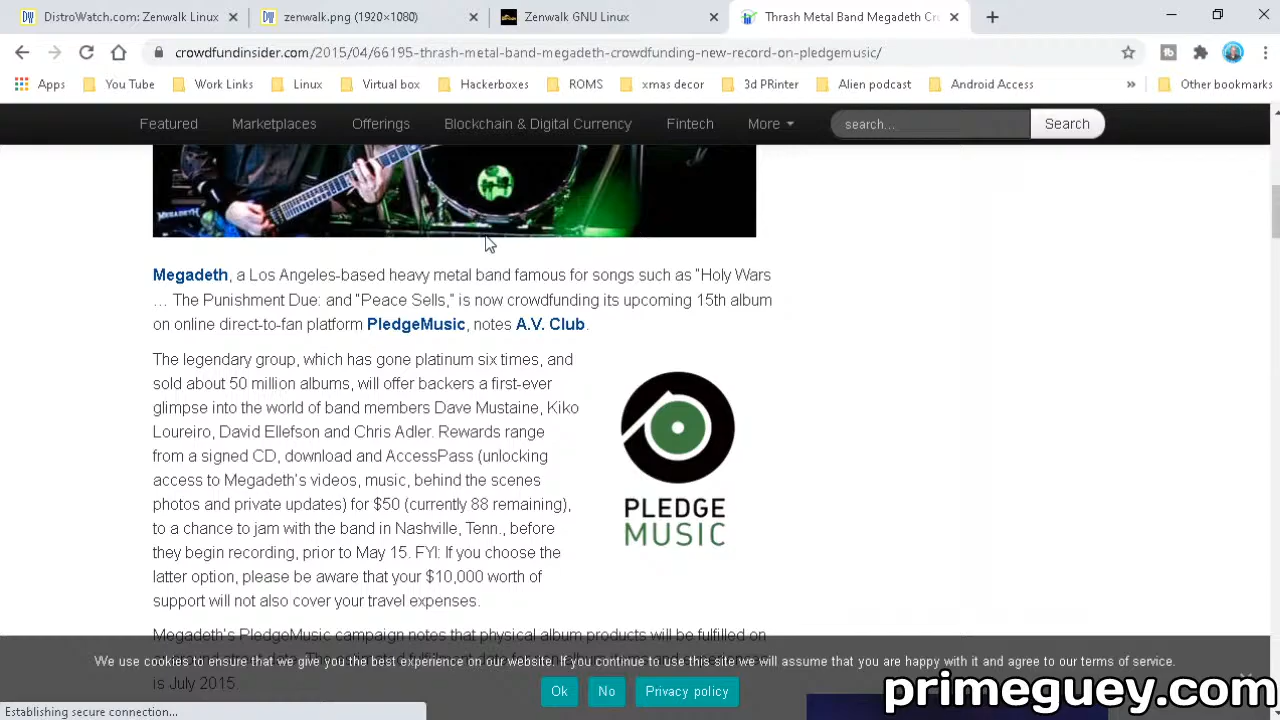 DistroWatch.com: Zenwalk Linux
zenwalk.png (1920×1080)
Zenwalk GNU Linux
Thrash Metal Band Megadeth Cr
crowdfundinsider.com/2015/04/66195-thrash-metal-band-megadeth-crowdfunding-new-record-on-pledgemusic/
Apps
You Tube
Work Links
Linux
Virtual box
Hackerboxes
ROMS
xmas decor
3d PRinter
Alien podcast
Android Access
»
Other bookmarks
Featured
Marketplaces
Offerings
Blockchain & Digital Currency
Fintech
More
search...
Search
Megadeth, a Los Angeles-based heavy metal band famous for songs such as "Holy Wars
… The Punishment Due: and "Peace Sells," is now crowdfunding its upcoming 15th album
on online direct-to-fan platform PledgeMusic, notes A.V. Club.
The legendary group, which has gone platinum six times, and
sold about 50 million albums, will offer backers a first-ever
glimpse into the world of band members Dave Mustaine, Kiko
Loureiro, David Ellefson and Chris Adler. Rewards range
from a signed CD, download and AccessPass (unlocking
access to Megadeth's videos, music, behind the scenes
photos and private updates) for $50 (currently 88 remaining),
to a chance to jam with the band in Nashville, Tenn., before
they begin recording, prior to May 15. FYI: If you choose the
latter option, please be aware that your $10,000 worth of
support will not also cover your travel expenses.
PLEDGE
MUSIC
Megadeth's PledgeMusic campaign notes that physical album products will be fulfilled on
is July 2015.
We use cookies to ensure that we give you the best experience on our website. If you continue to use this site we will assume that you are happy with it and agree to our terms of service.
Ok
No
Privacy policy
Establishing secure connection...
primeguey.com